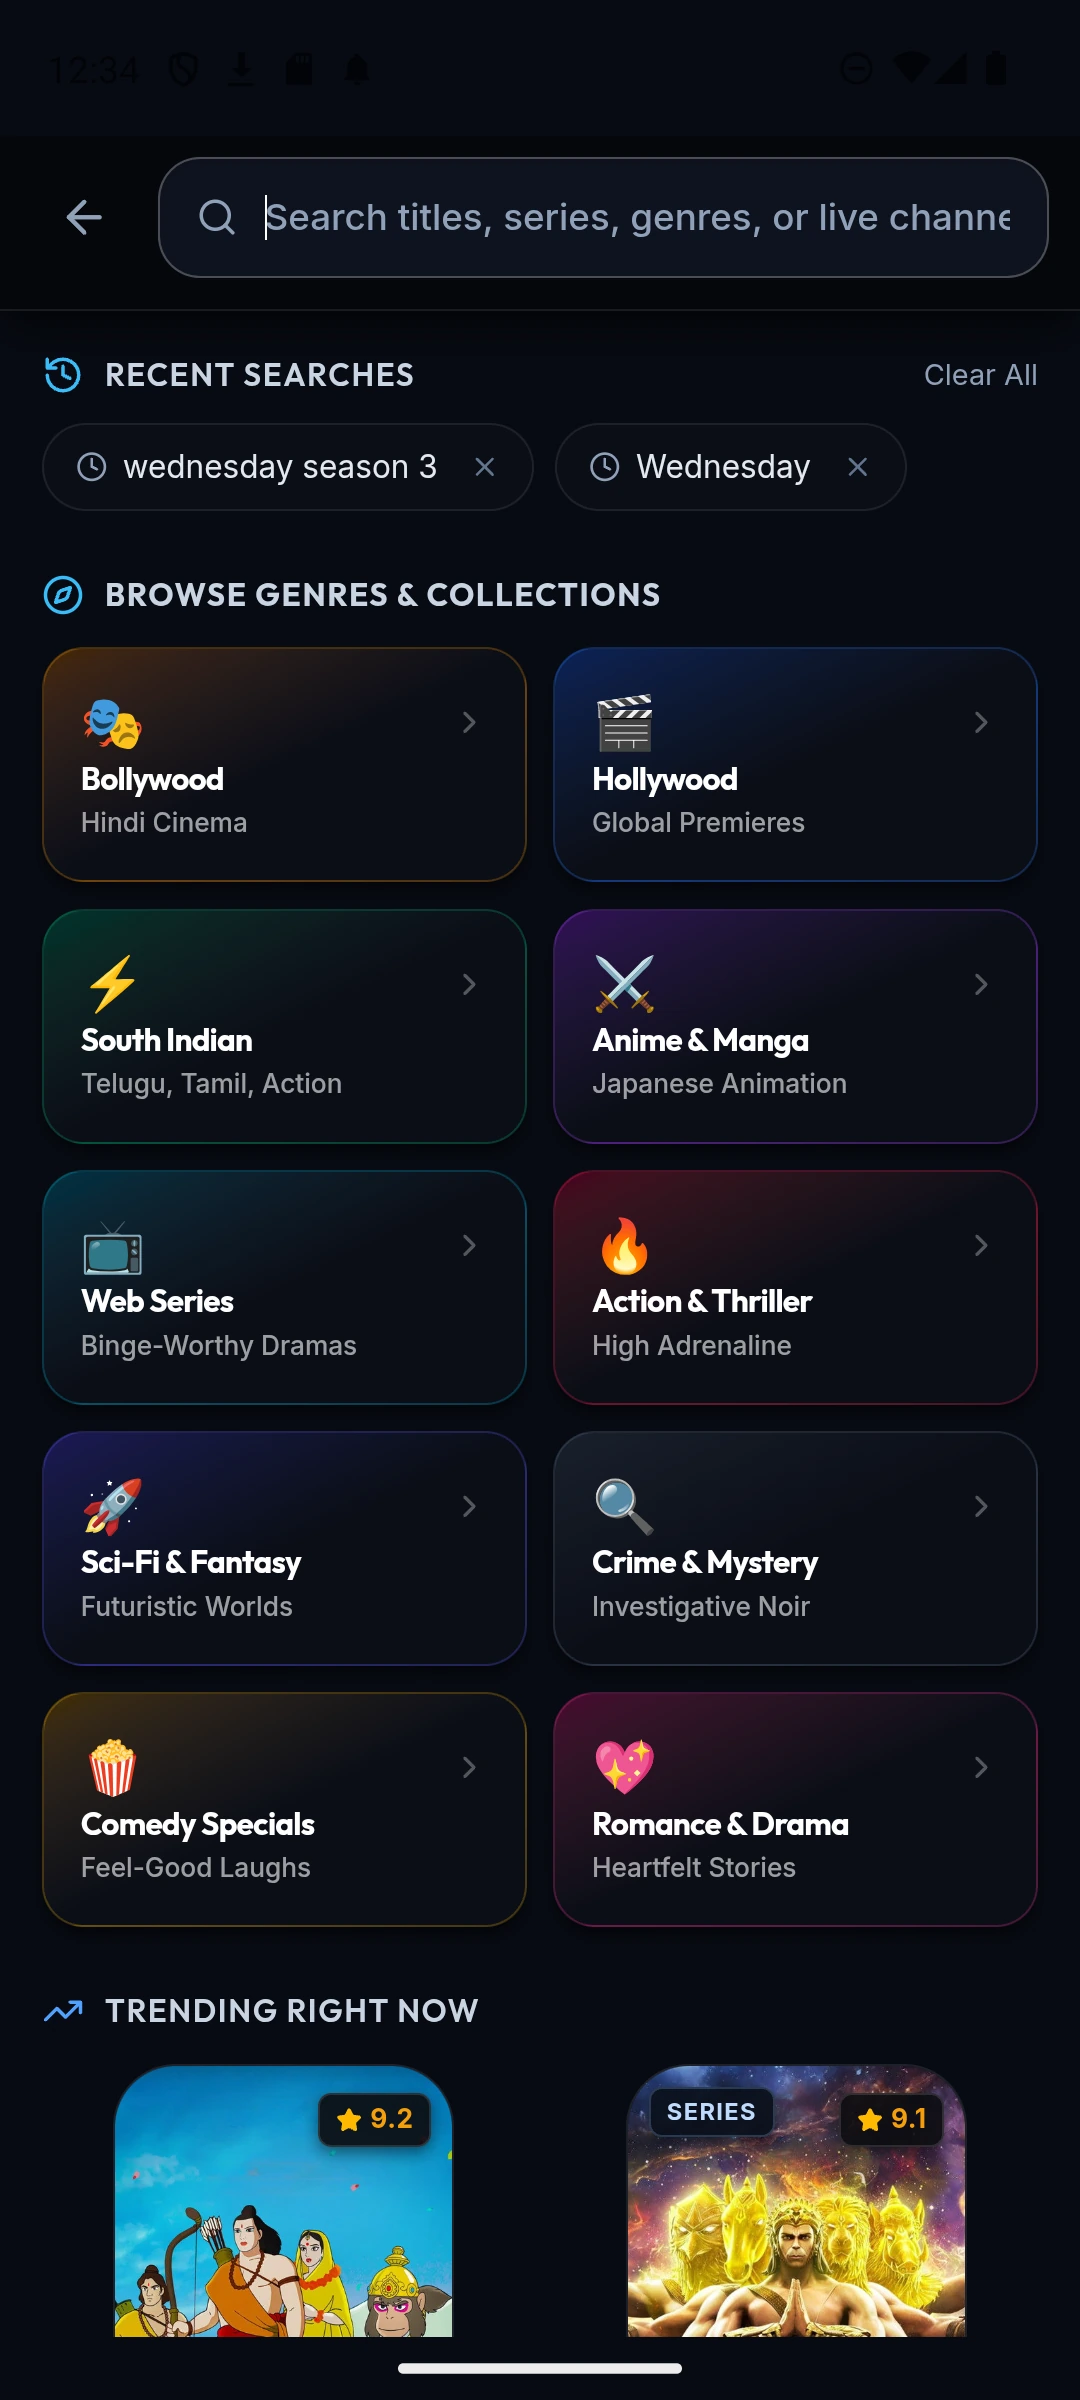 12:34
Search titles, series, genres, or live channe
RECENT SEARCHES
Clear All
wednesday season 3
Wednesday
BROWSE GENRES & COLLECTIONS
Bollywood
Hindi Cinema
Hollywood
Global Premieres
South Indian
Telugu, Tamil, Action
Anime & Manga
Japanese Animation
Web Series
Binge-Worthy Dramas
Action & Thriller
High Adrenaline
Sci-Fi & Fantasy
Futuristic Worlds
Crime & Mystery
Investigative Noir
Comedy Specials
Feel-Good Laughs
Romance & Drama
Heartfelt Stories
TRENDING RIGHT NOW
9.2
SERIES
9.1